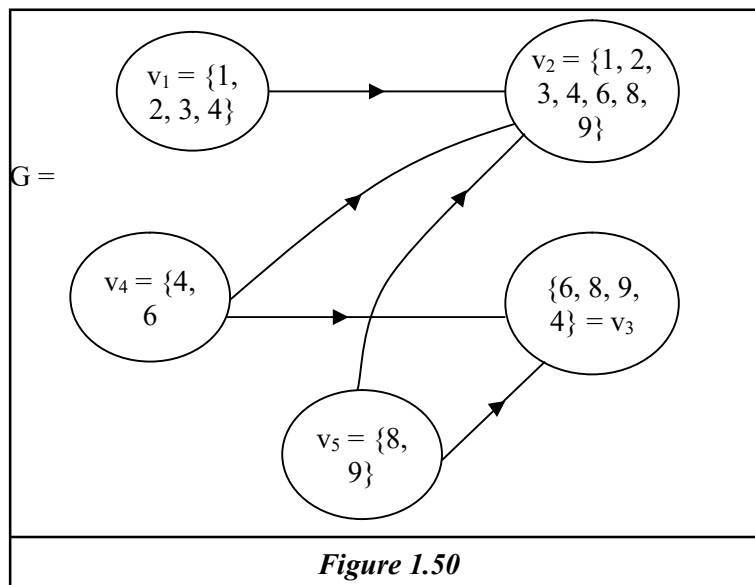 v₁ = {1,
2, 3, 4}
v₂ = {1, 2,
3, 4, 6, 8,
9}
G =
v₄ = {4,
6
{6, 8, 9,
4} = v₃
v₅ = {8,
9}
Figure 1.50